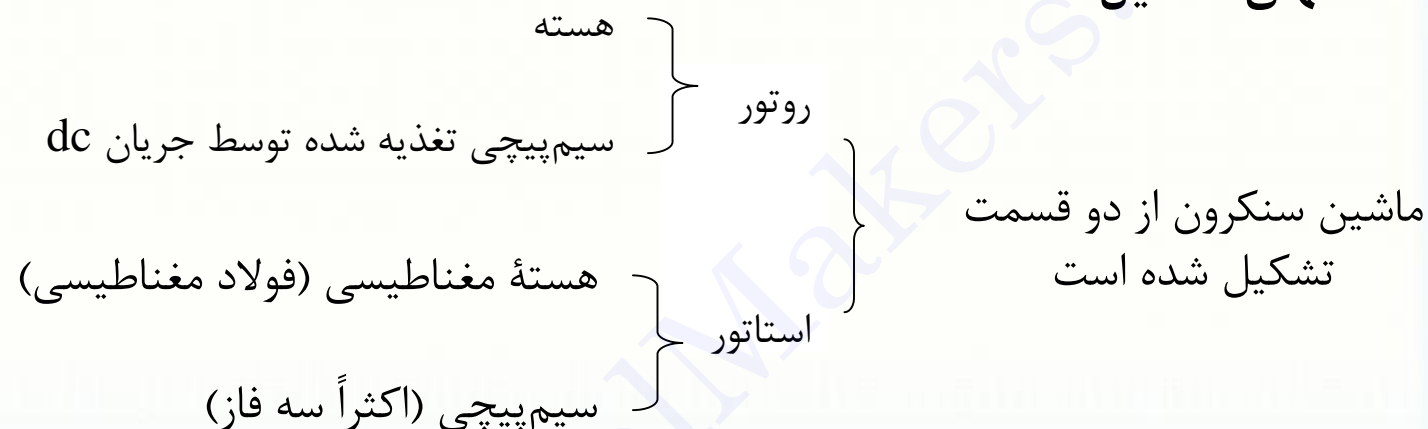 ماشین سنکرون از دو قسمت
تشکیل شده است
روتور
هسته
سیم‌پیچی تغذیه شده توسط جریان dc
استاتور
هستهٔ مغناطیسی (فولاد مغناطیسی)
سیم‌پیچی (اکثراً سه فاز)